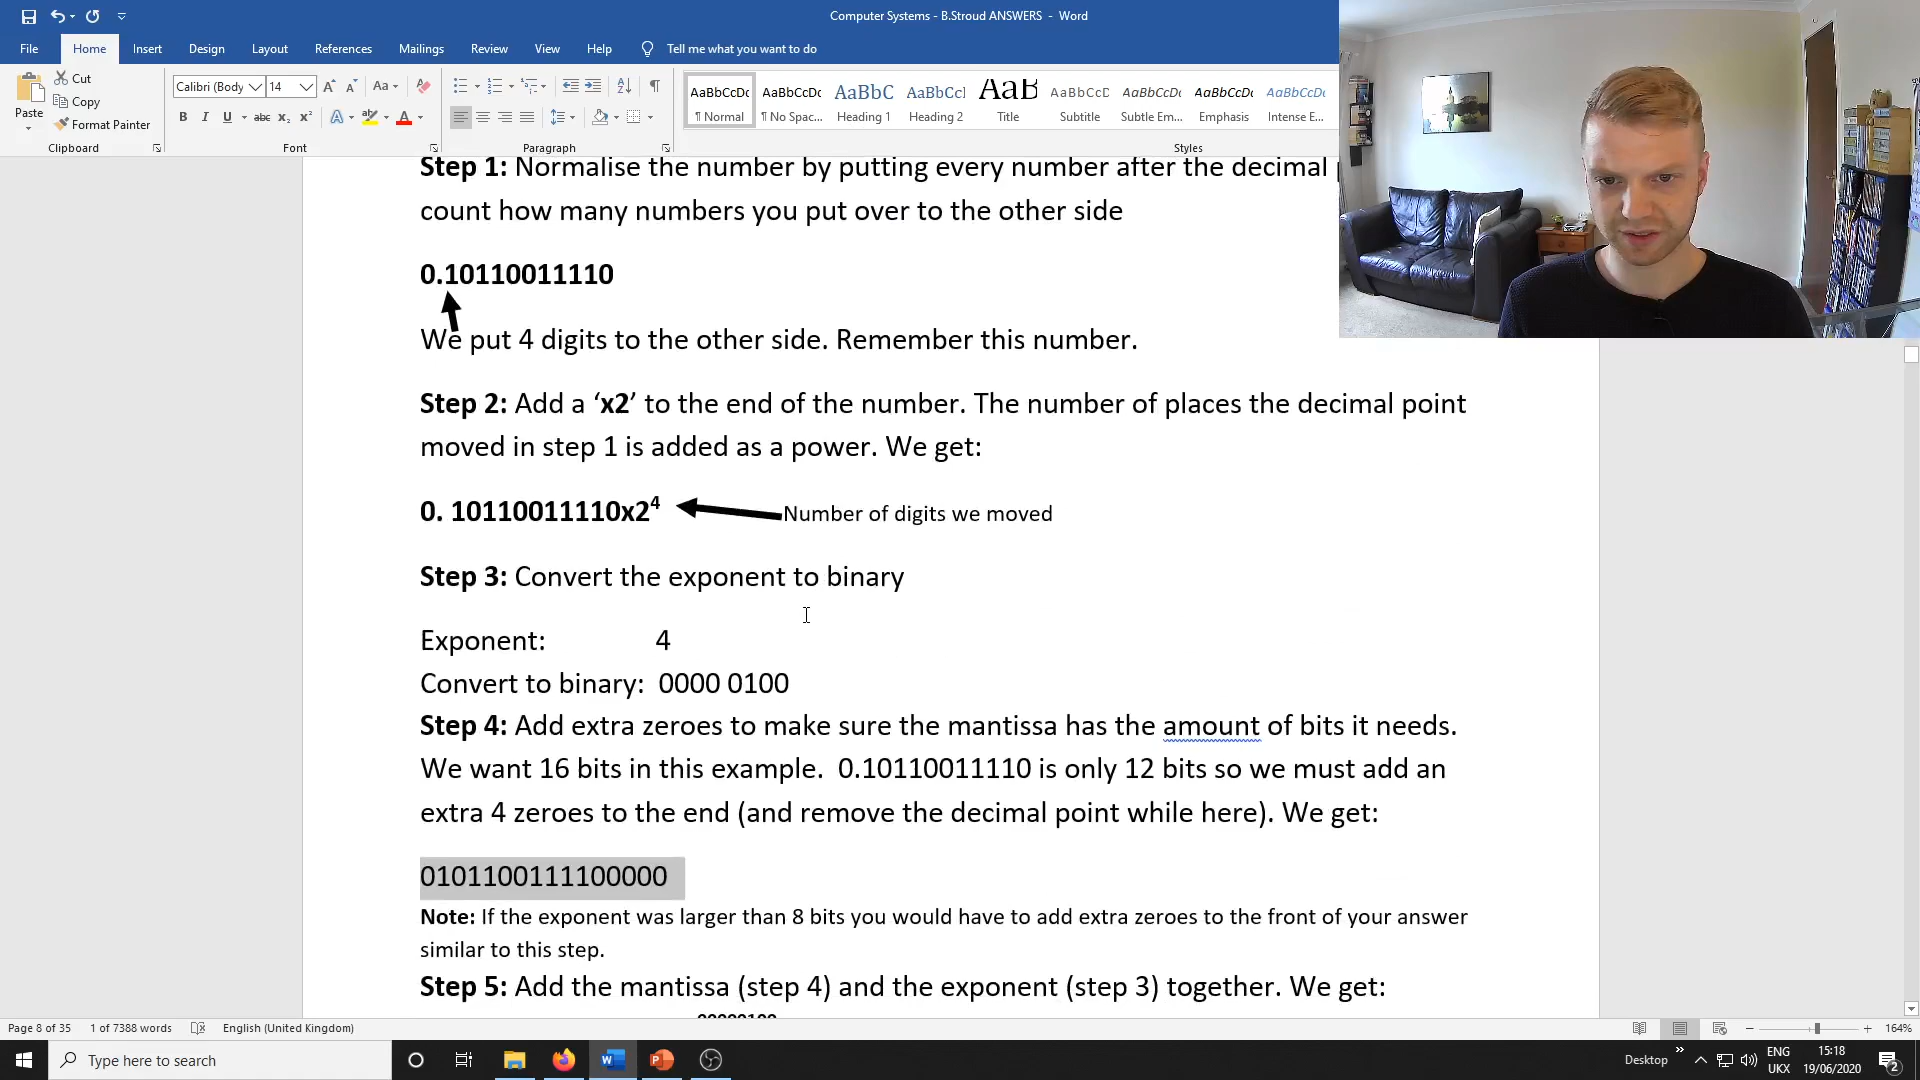 Computer Systems - B.Stroud ANSWERS - Word
File Home Insert Design Layout References Mailings Review View Help Tell me what you want to do
Paste
Cut
Copy
Format Painter
Clipboard
Calibri (Body 14
Font
Paragraph
AaBbCcDc AaBbCcDc AaBbC AaBbCcI AaB AaBbCcD AaBbCcDc AaBbCcDc AaBbCcDc
¶ Normal ¶ No Spac... Heading 1 Heading 2 Title Subtitle Subtle Em... Emphasis Intense E...
Styles
Step 1: Normalise the number by putting every number after the decimal
count how many numbers you put over to the other side
0.10110011110
We put 4 digits to the other side. Remember this number.
Step 2: Add a ‘x2’ to the end of the number. The number of places the decimal point
moved in step 1 is added as a power. We get:
0. 10110011110x2⁴ Number of digits we moved
Step 3: Convert the exponent to binary
Exponent: 4
Convert to binary: 0000 0100
Step 4: Add extra zeroes to make sure the mantissa has the amount of bits it needs.
We want 16 bits in this example. 0.10110011110 is only 12 bits so we must add an
extra 4 zeroes to the end (and remove the decimal point while here). We get:
0101100111100000
Note: If the exponent was larger than 8 bits you would have to add extra zeroes to the front of your answer
similar to this step.
Step 5: Add the mantissa (step 4) and the exponent (step 3) together. We get:
Page 8 of 35 1 of 7388 words English (United Kingdom) 164%
Type here to search
Desktop
ENG
UKX
15:18
19/06/2020
2